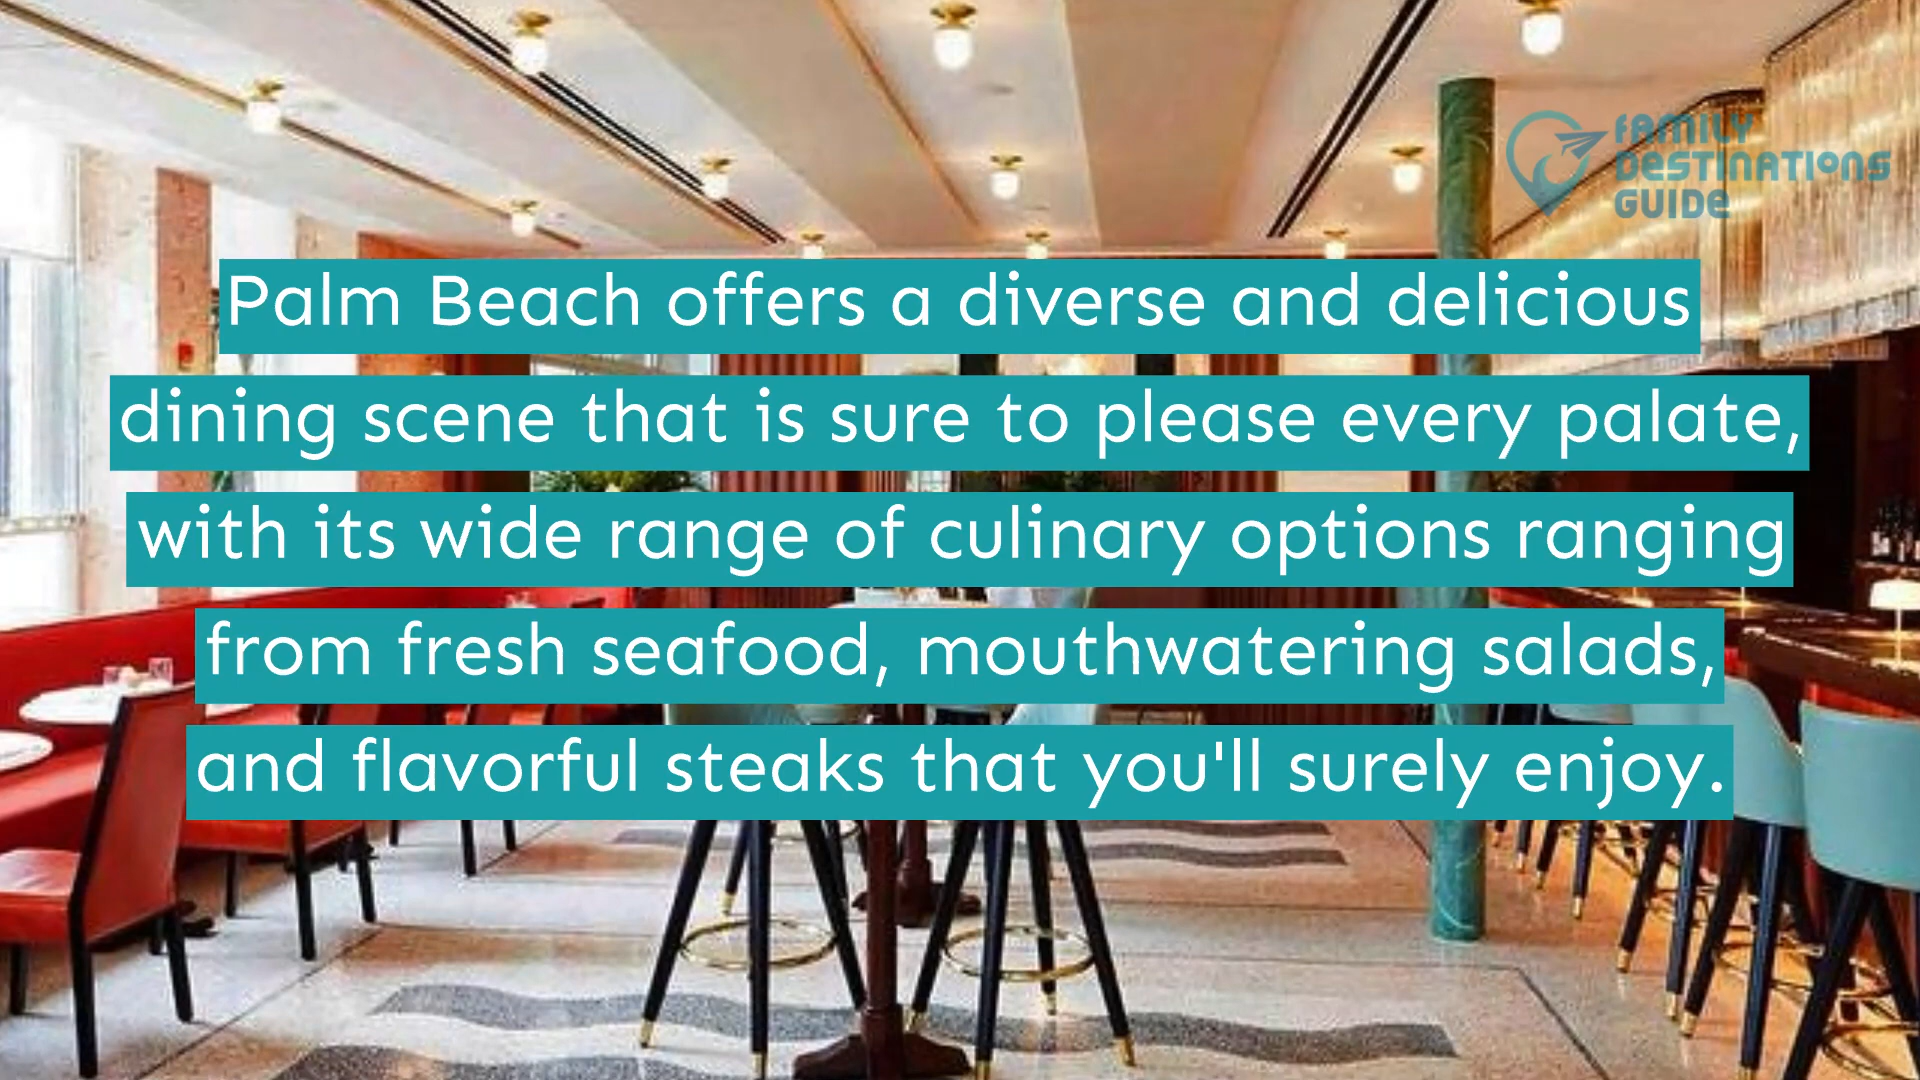 FAMILY
DESTINATIONS
GUIDE
Palm Beach offers a diverse and delicious
dining scene that is sure to please every palate,
with its wide range of culinary options ranging
from fresh seafood, mouthwatering salads,
and flavorful steaks that you'll surely enjoy.